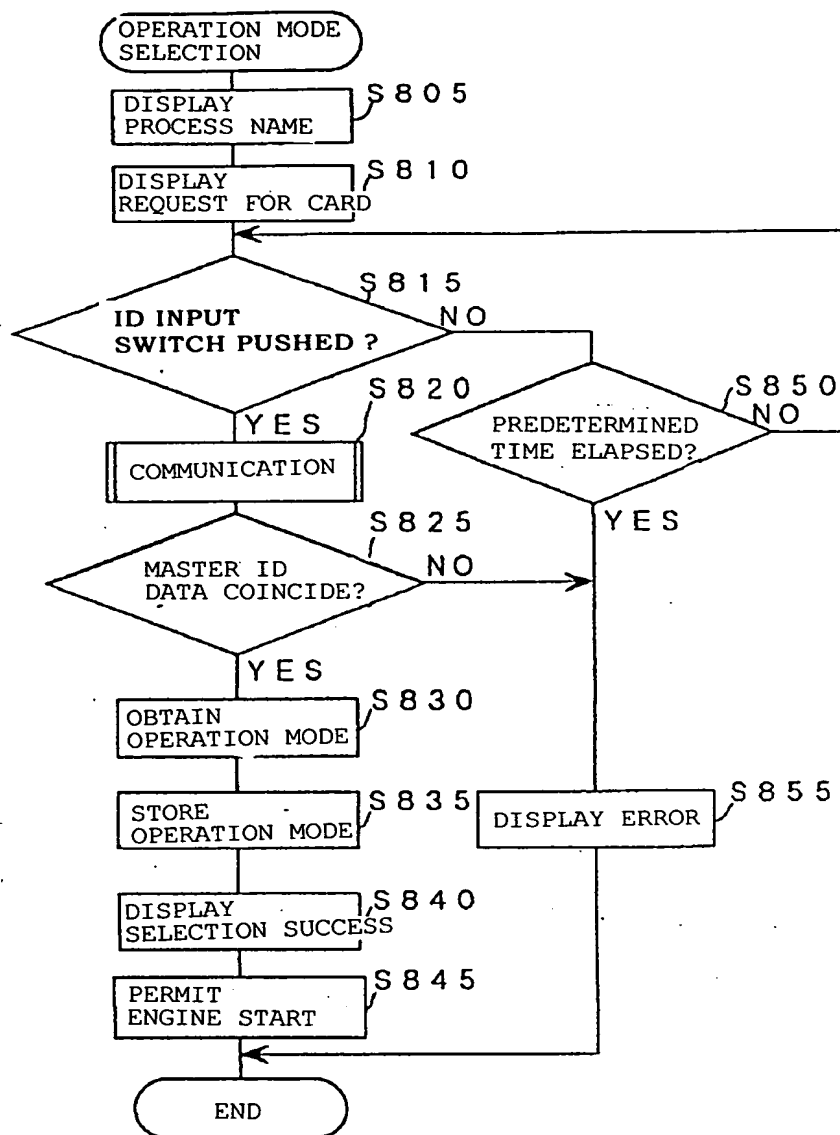 OPERATION MODE
SELECTION
S805
DISPLAY
PROCESS NAME
S810
DISPLAY
REQUEST FOR CARD
S815
ID INPUT
SWITCH PUSHED ?
NO
S850
PREDETERMINED
TIME ELAPSED?
NO
YES
S820
YES
COMMUNICATION
S825
MASTER ID
DATA COINCIDE?
NO
YES
S830
OBTAIN
OPERATION MODE
S835
STORE
OPERATION MODE
S855
DISPLAY ERROR
S840
DISPLAY
SELECTION SUCCESS
S845
PERMIT
ENGINE START
END